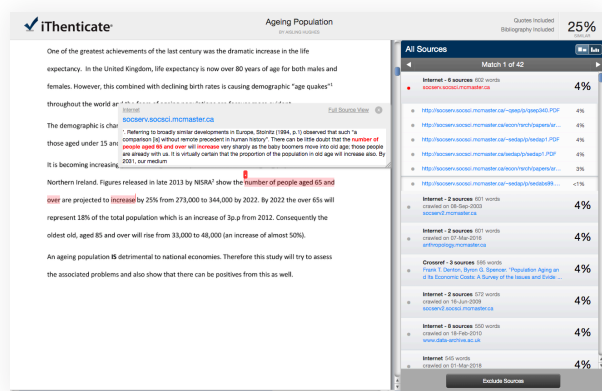 iThenticate®
Ageing Population
BY AISLING HUGHES
Quotes Included
Bibliography Included
25%
SIMILAR
One of the greatest achievements of the last century was the dramatic increase in the life
expectancy. In the United Kingdom, life expectancy is now over 80 years of age for both males and
females. However, this combined with declining birth rates is causing demographic "age quakes"¹
throughout the world
The demographic is cha
those aged under 15 an
It is becoming increasing
Internet
Full Source View
socserv.socsci.mcmaster.ca
'. Referring to broadly similar developments in Europe, Stolnitz (1994, p.1) observed that such "a
comparison [is] without remote precedent in human history". There can be little doubt that the number of
people aged 65 and over will increase very sharply as the baby boomers move into old age; those people
are already with us. It is virtually certain that the proportion of the population in old age will increase also. By
2031, our medium
Northern Ireland. Figures released in late 2013 by NISRA² show the number of people aged 65 and
over are projected to increase by 25% from 273,000 to 344,000 by 2022. By 2022 the over 65s will
represent 18% of the total population which is an increase of 3p.p from 2012. Consequently the
oldest old, aged 85 and over will rise from 33,000 to 48,000 (an increase of almost 50%).
An ageing population IS detrimental to national economies. Therefore this study will try to assess
the associated problems and also show that there can be positives from this as well.
All Sources
Match 1 of 42
Internet - 6 sources 602 words
socserv.socsci.mcmaster.ca
4%
http://socserv.socsci.mcmaster.ca/~qsep/p/qsep340.PDF
4%
http://socserv.socsci.mcmaster.ca/econ/rsrch/papers/ar...
4%
http://socserv.socsci.mcmaster.ca/sedap/p/sedap1.PDF
4%
http://socserv.socsci.mcmaster.ca/~sedap/p/sedap1.PDF
4%
http://socserv.socsci.mcmaster.ca/econ/rsrch/papers/ar...
3%
http://socserv.socsci.mcmaster.ca/~sedap/p/sedabs99....
<1%
Internet - 2 sources 601 words
crawled on 08-Sep-2003
socserv2.mcmaster.ca
4%
Internet - 2 sources 601 words
crawled on 07-Mar-2016
anthropology.mcmaster.ca
4%
Crossref - 3 sources 595 words
Frank T. Denton, Byron G. Spencer. "Population Aging an
d Its Economic Costs: A Survey of the Issues and Evide ...
4%
Internet - 2 sources 572 words
crawled on 16-Jun-2009
socserv2.socsci.mcmaster.ca
4%
Internet - 8 sources 550 words
crawled on 18-Feb-2010
www.data-archive.ac.uk
4%
Internet 545 words
crawled on 01-Mar-2018
4%
Exclude Sources